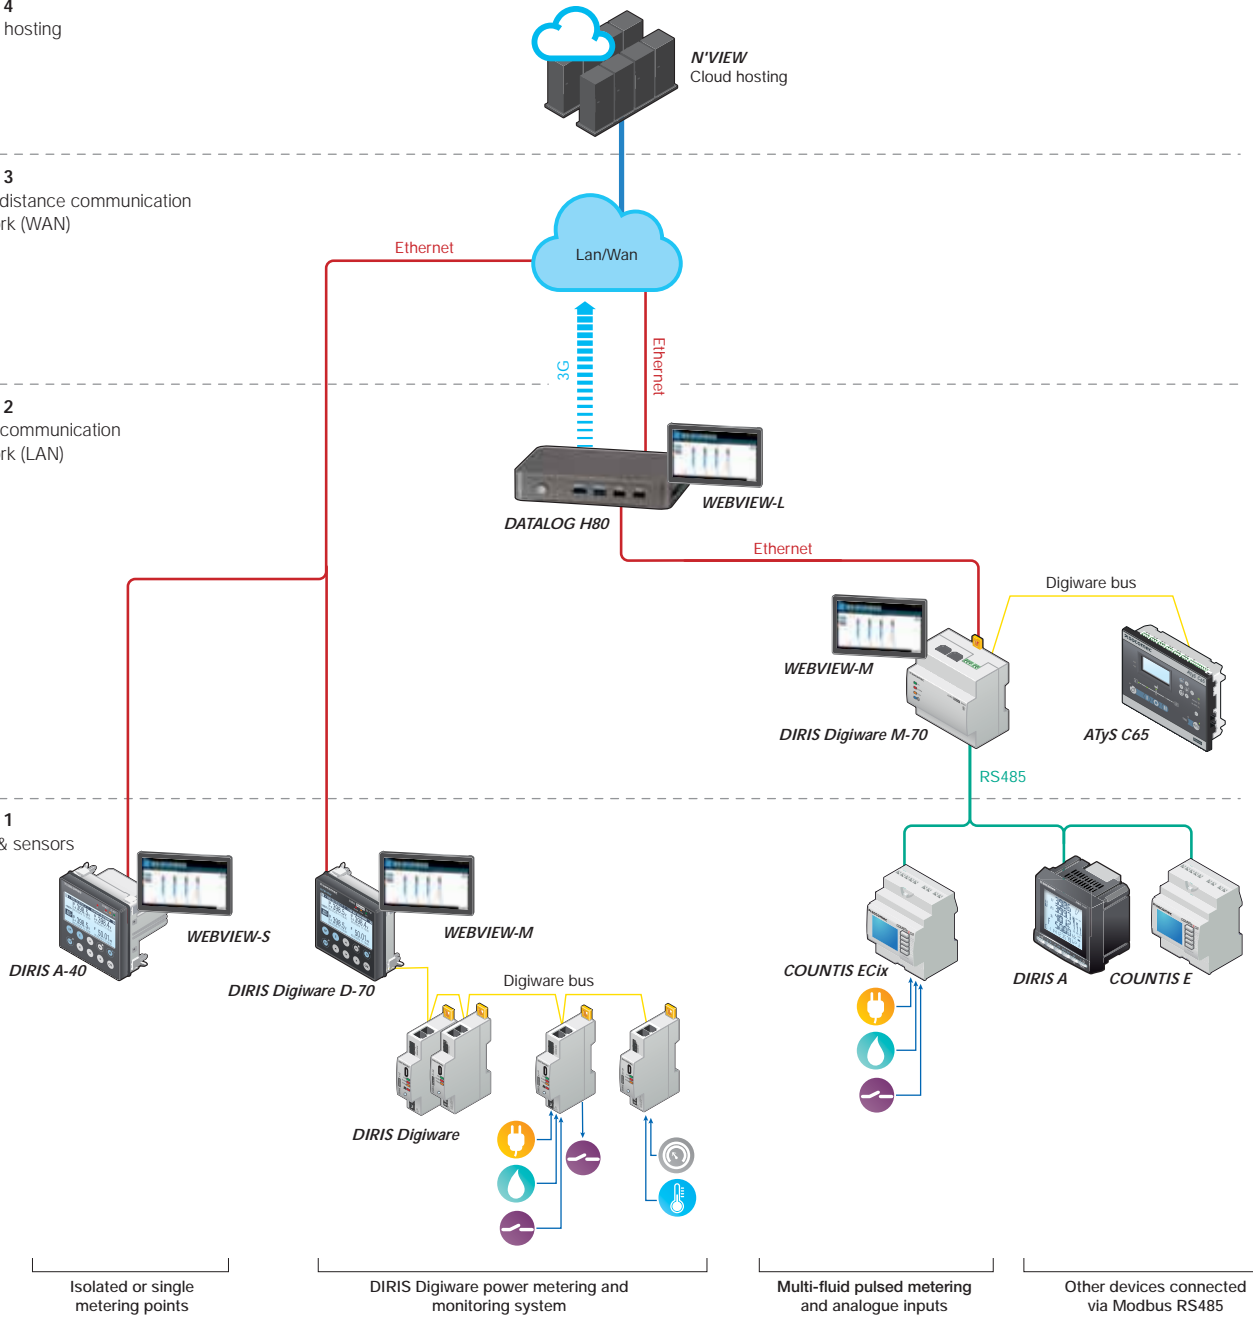 4
hosting
N'VIEW
Cloud hosting
3
distance communication
rk (WAN)
Ethernet
Lan/Wan
3G
Ethernet
2
communication
rk (LAN)
WEBVIEW-L
DATALOG H80
Ethernet
Digiware bus
WEBVIEW-M
DIRIS Digiware M-70
ATyS C65
RS485
1
& sensors
WEBVIEW-S
DIRIS A-40
WEBVIEW-M
DIRIS Digiware D-70
Digiware bus
DIRIS Digiware
COUNTIS ECix
DIRIS A
COUNTIS E
Isolated or single
metering points
DIRIS Digiware power metering and
monitoring system
Multi-fluid pulsed metering
and analogue inputs
Other devices connected
via Modbus RS485